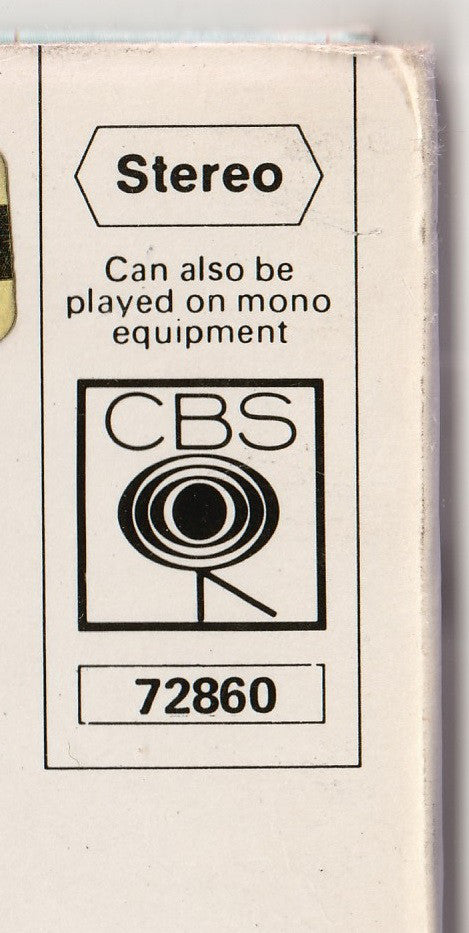 Stereo
Can also be
played on mono
equipment
CBS
72860